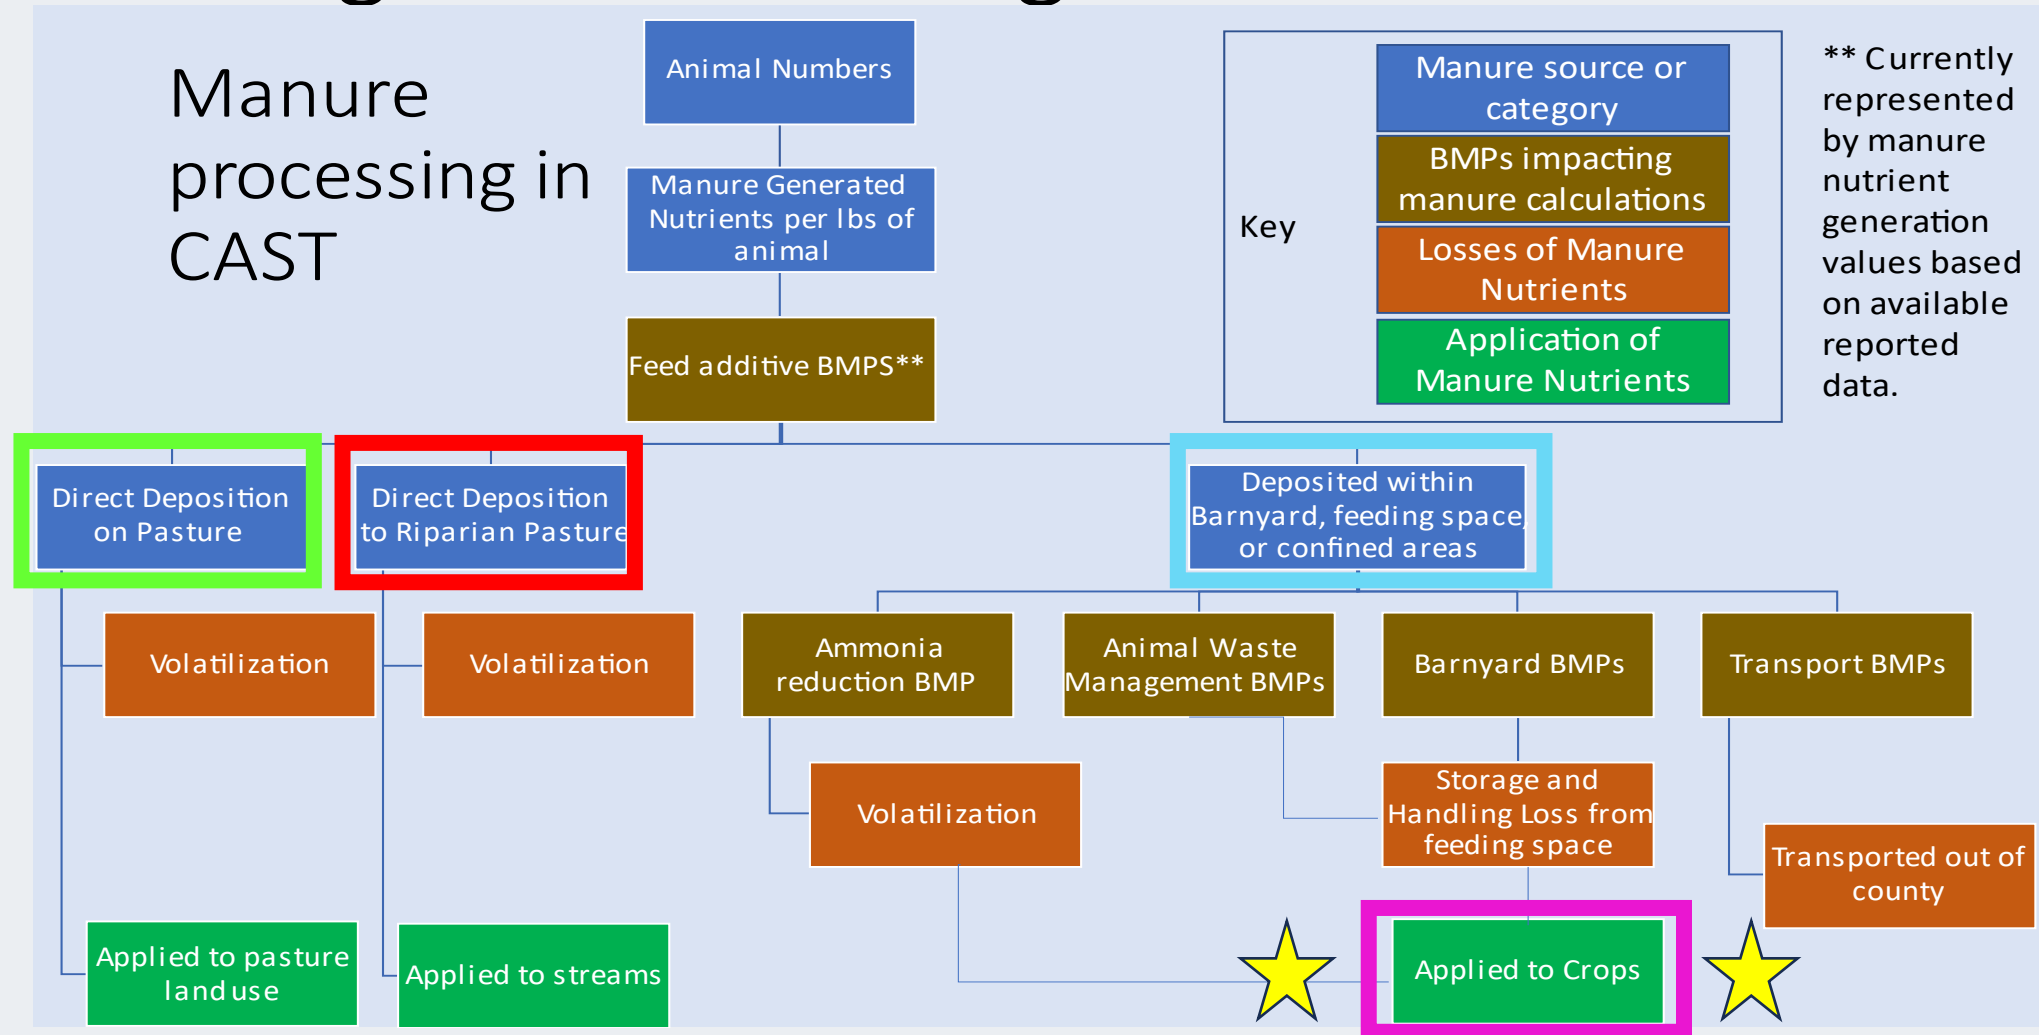 Manure
processing in
CAST
Animal Numbers
Manure Generated
Nutrients per lbs of
animal
Feed additive BMPS**
Key
Manure source or
category
BMPs impacting
manure calculations
Losses of Manure
Nutrients
Application of
Manure Nutrients
** Currently
represented
by manure
nutrient
generation
values based
on available
reported
data.
Direct Deposition
on Pasture
Direct Deposition
to Riparian Pasture
Deposited within
Barnyard, feeding space,
or confined areas
Volatilization
Volatilization
Ammonia
reduction BMP
Animal Waste
Management BMPs
Barnyard BMPs
Transport BMPs
Volatilization
Storage and
Handling Loss from
feeding space
Transported out of
county
Applied to pasture
land use
Applied to streams
Applied to Crops